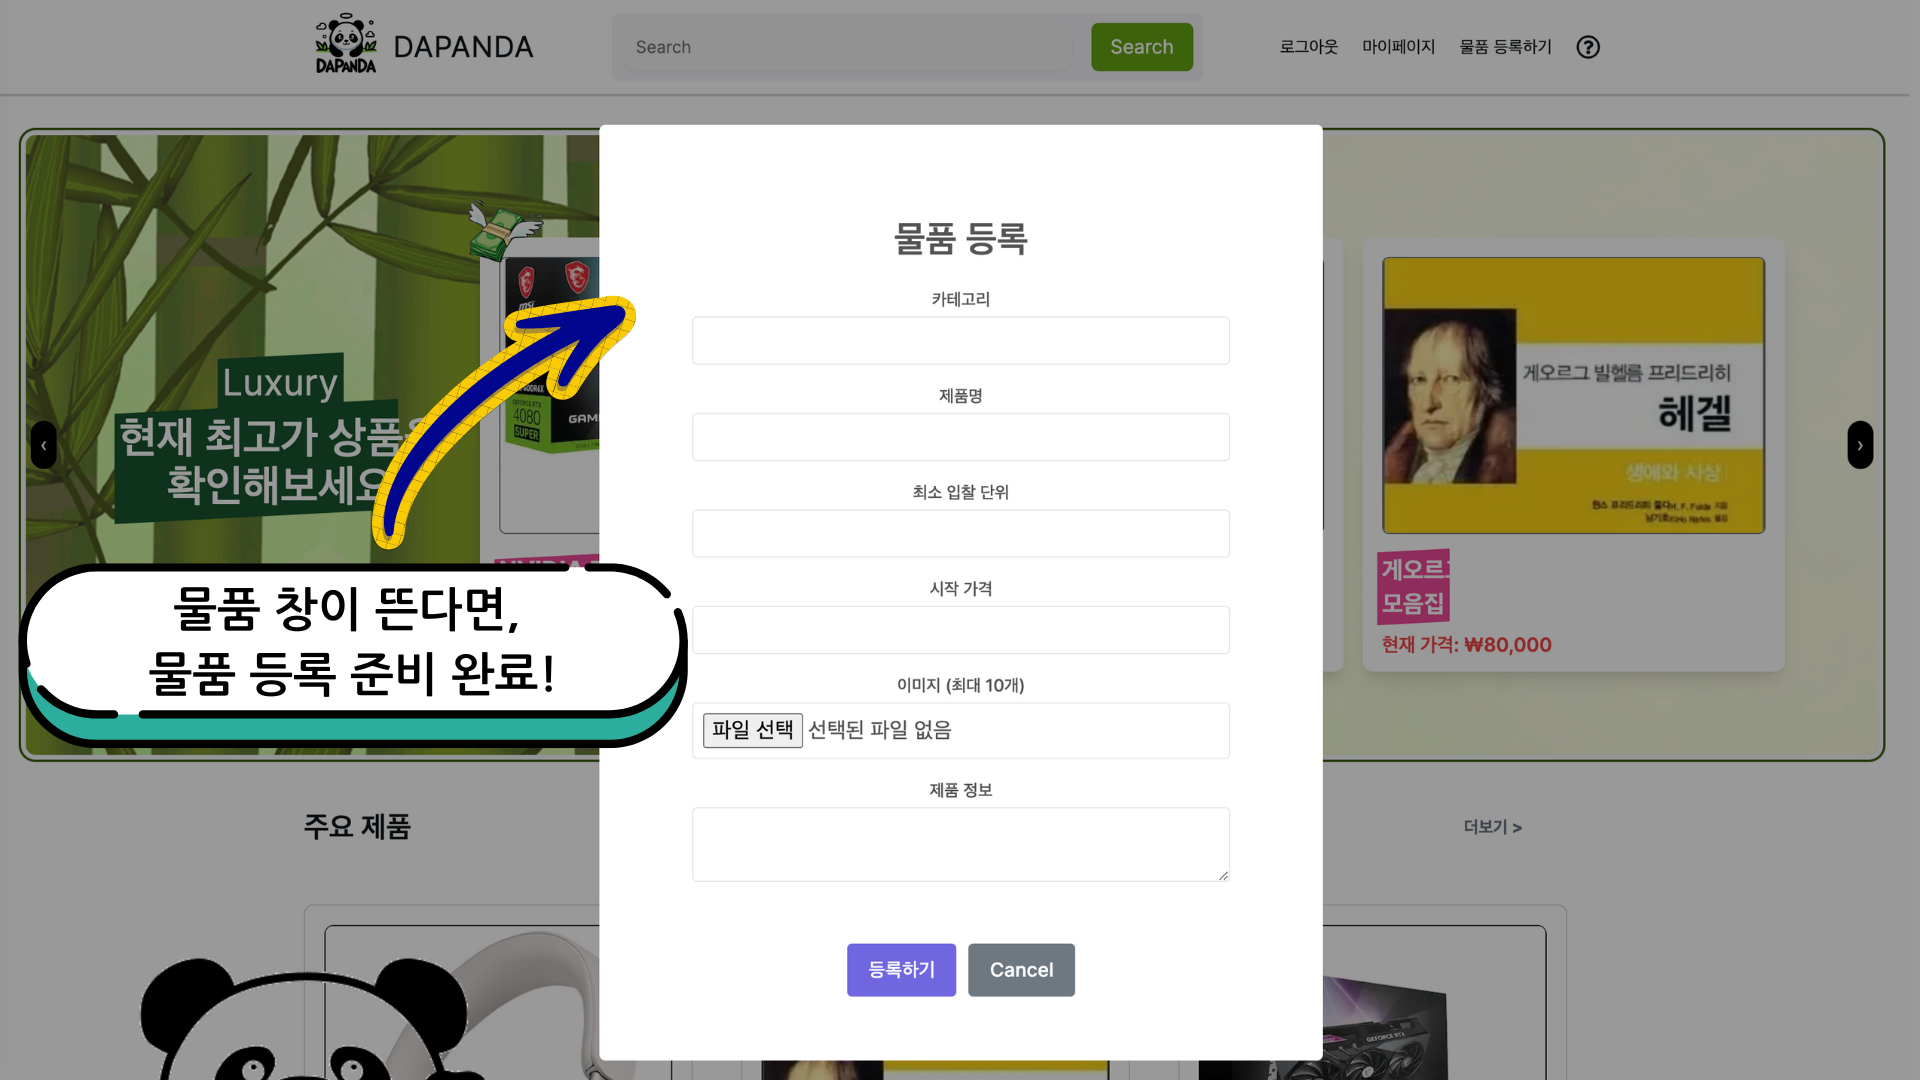 DAPANDA
DAPANDA
Search
Search
로그아웃
마이페이지
물품 등록하기
?
Luxury
현재 최고가 상품
확인해보세요
msi
4080
SUPER
GAM
물품 등록
카테고리
제품명
최소 입찰 단위
시작 가격
이미지 (최대 10개)
파일 선택 선택된 파일 없음
제품 정보
등록하기
Cancel
게오르그 빌헬름 프리드리히
헤겔
생애와 사상
게오르그
모음집
현재 가격: ₩80,000
물품 창이 뜬다면,
물품 등록 준비 완료!
주요 제품
더보기 >
GEFORCE RTX